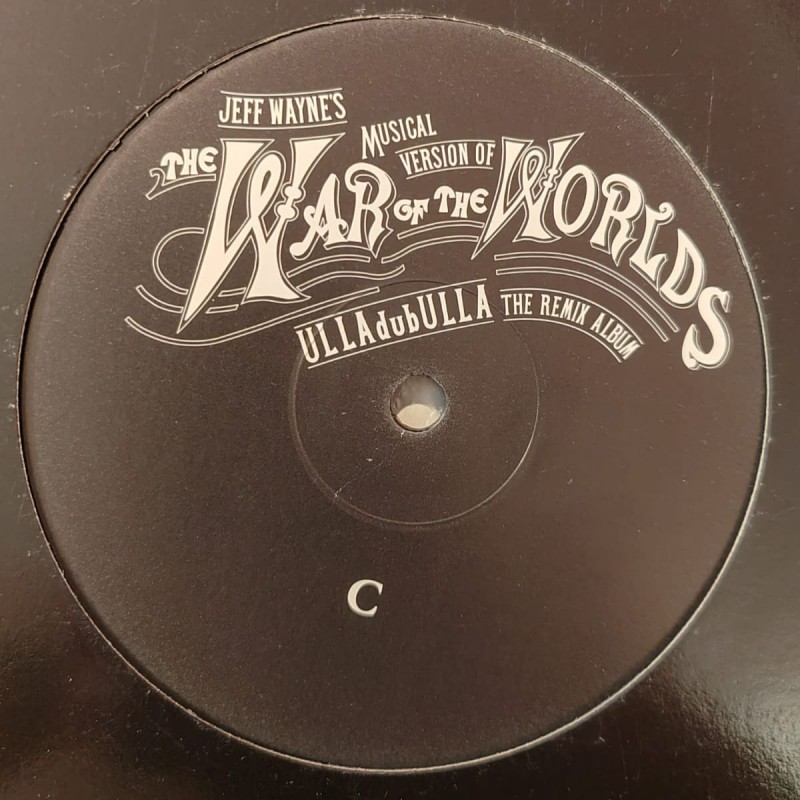 JEFF WAYNE'S
MUSICAL
VERSION OF
THE WAR OF THE WORLDS
ULLAdubULLA THE REMIX ALBUM
C